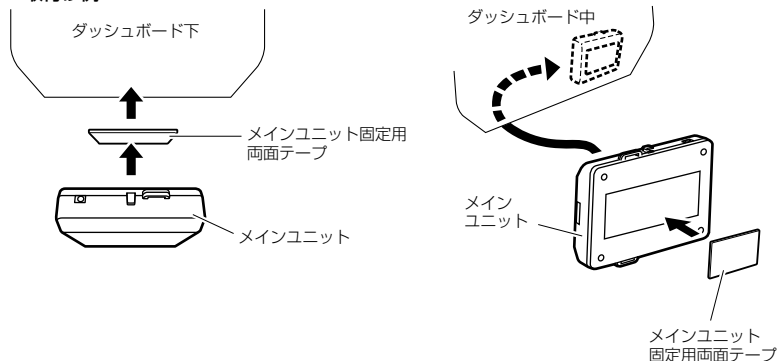 ダッシュボード下
メインユニット固定用
両面テープ
メインユニット
ダッシュボード中
メイン
ユニット
メインユニット
固定用両面テープ